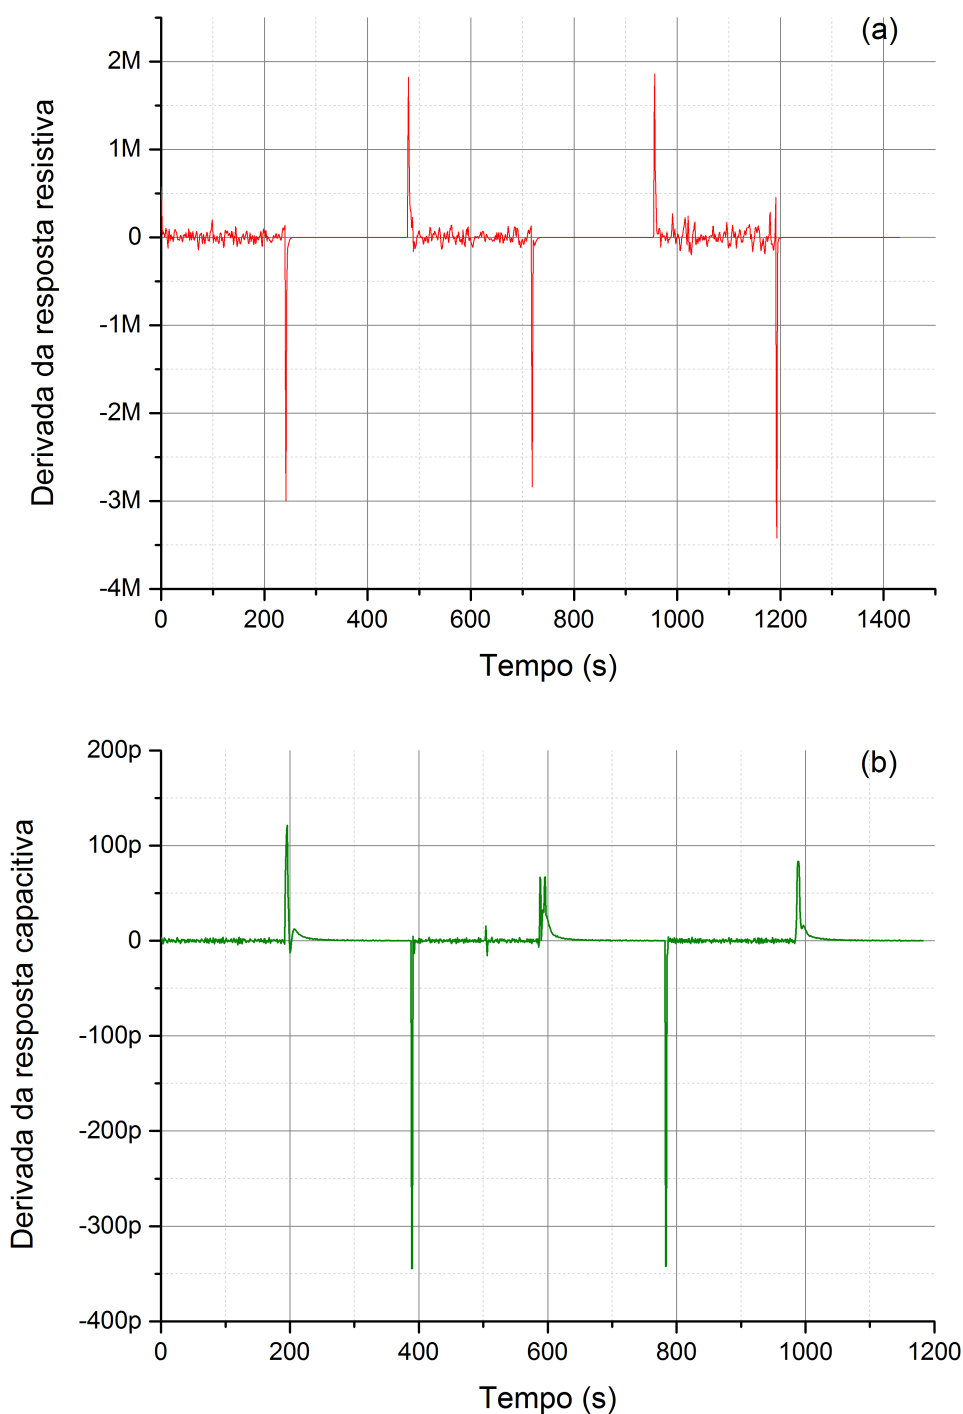 (a)
2M
1M
0
-1M
-2M
-3M
-4M
Derivada da resposta resistiva
0 200 400 600 800 1000 1200 1400
Tempo (s)
(b)
200p
100p
0
-100p
-200p
-300p
-400p
Derivada da resposta capacitiva
0 200 400 600 800 1000 1200
Tempo (s)